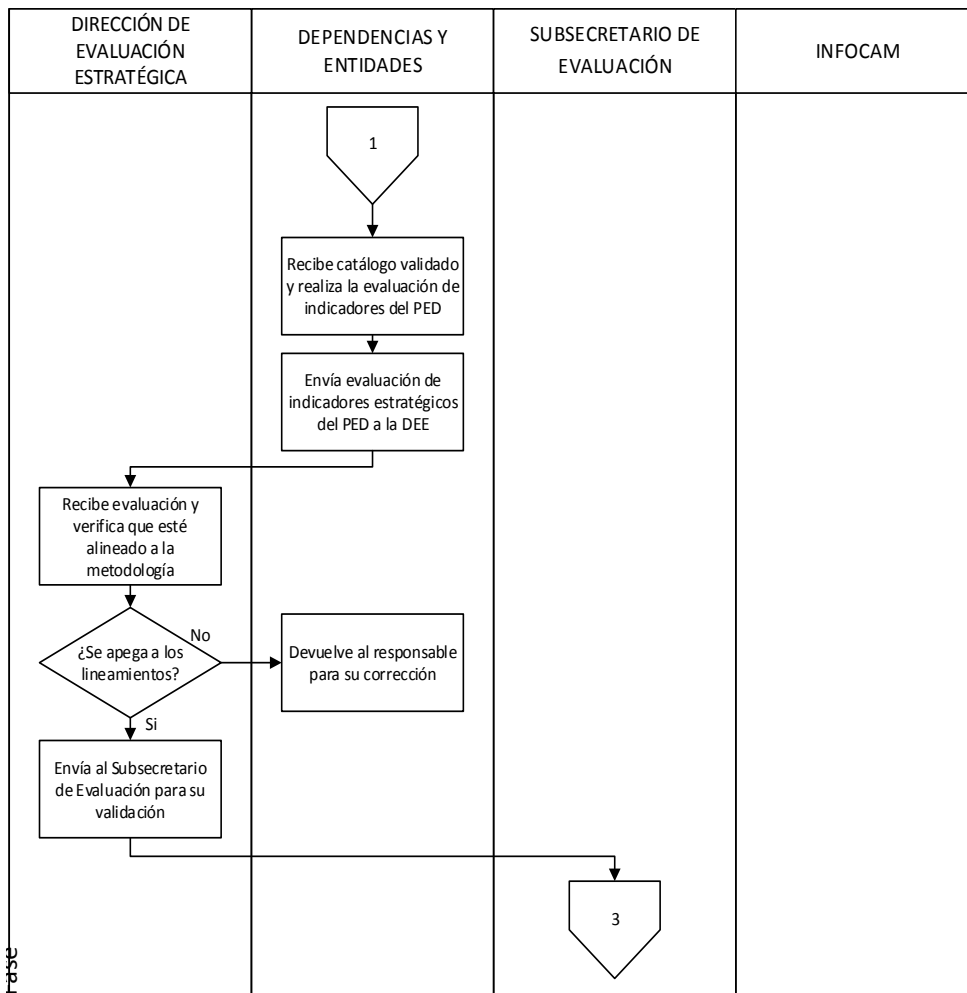 DIRECCIÓN DE
EVALUACIÓN
ESTRATÉGICA
DEPENDENCIAS Y
ENTIDADES
SUBSECRETARIO DE
EVALUACIÓN
INFOCAM
1
Recibe catálogo validado
y realiza la evaluación de
indicadores del PED
Envía evaluación de
indicadores estratégicos
del PED a la DEE
Recibe evaluación y
verifica que esté
alineado a la
metodología
¿Se apega a los
lineamientos?
No
Devuelve al responsable
para su corrección
Si
Envía al Subsecretario
de Evaluación para su
validación
3
Fase